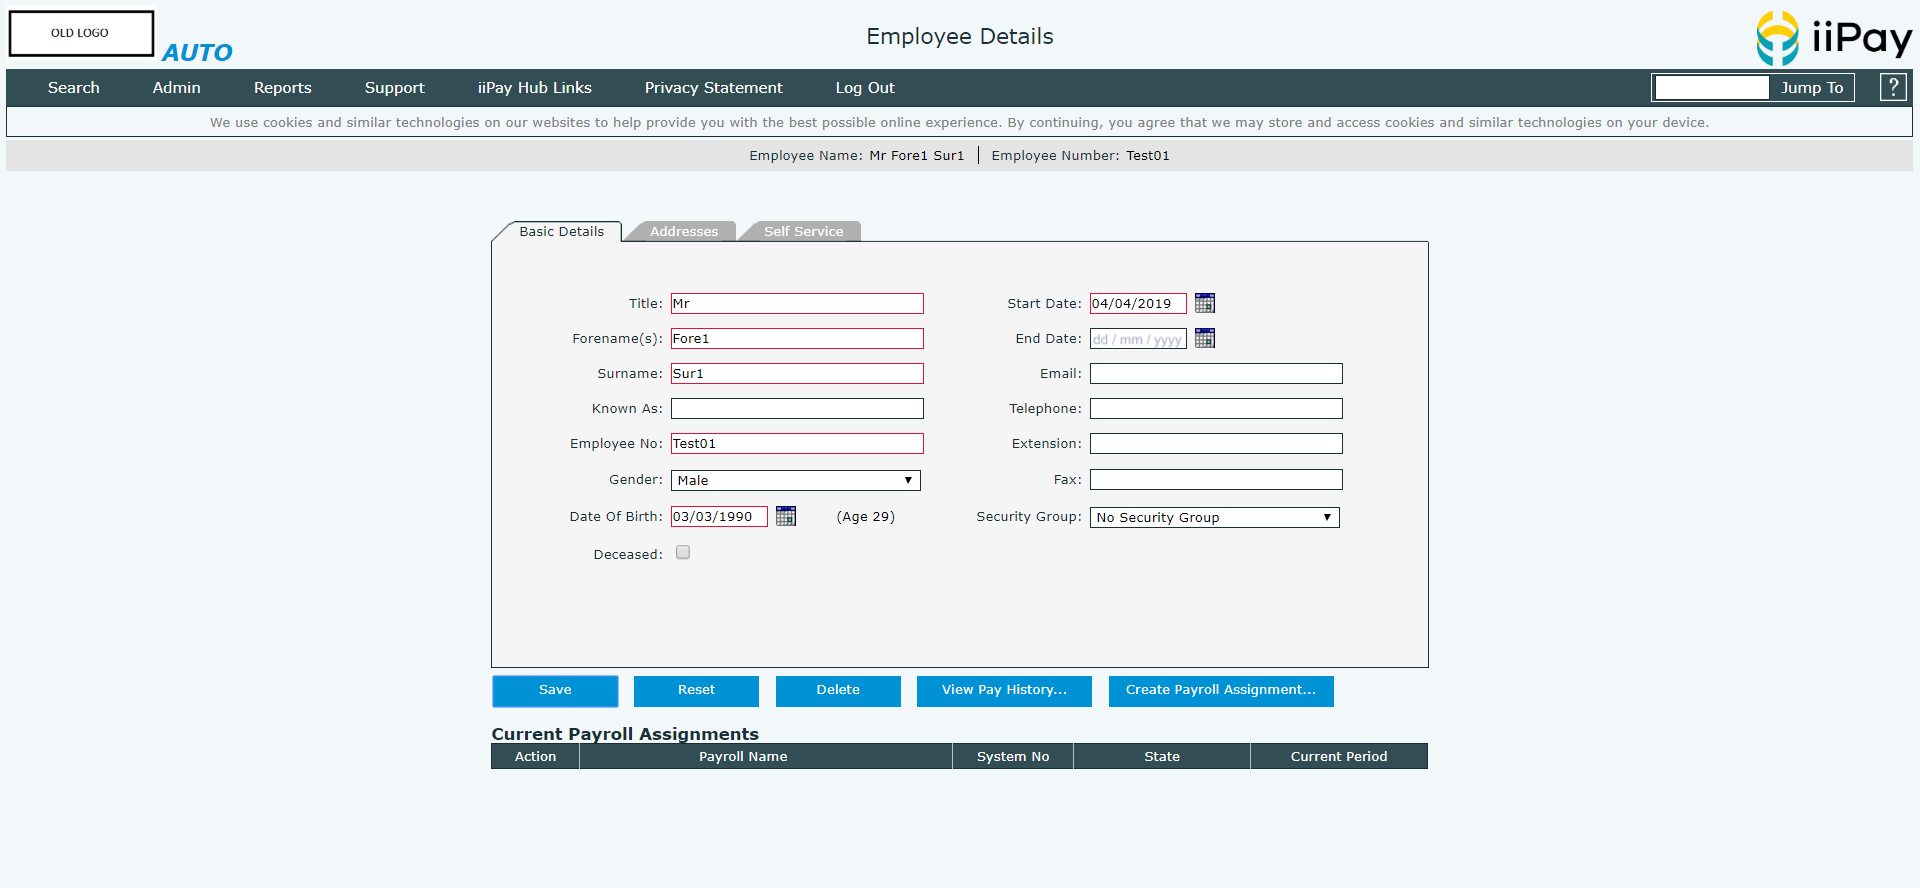 OLD LOGO
AUTO
Employee Details
iiPay
Search Admin Reports Support iiPay Hub Links Privacy Statement Log Out Jump To ?
We use cookies and similar technologies on our websites to help provide you with the best possible online experience. By continuing, you agree that we may store and access cookies and similar technologies on your device.
Employee Name: Mr Fore1 Sur1 Employee Number: Test01
Basic Details Addresses Self Service
Title: Mr Start Date: 04/04/2019
Forename(s): Fore1 End Date: dd / mm / yyyy
Surname: Sur1 Email:
Known As: Telephone:
Employee No: Test01 Extension:
Gender: Male Fax:
Date Of Birth: 03/03/1990 (Age 29) Security Group: No Security Group
Deceased:
Save Reset Delete View Pay History... Create Payroll Assignment...
Current Payroll Assignments
Action Payroll Name System No State Current Period